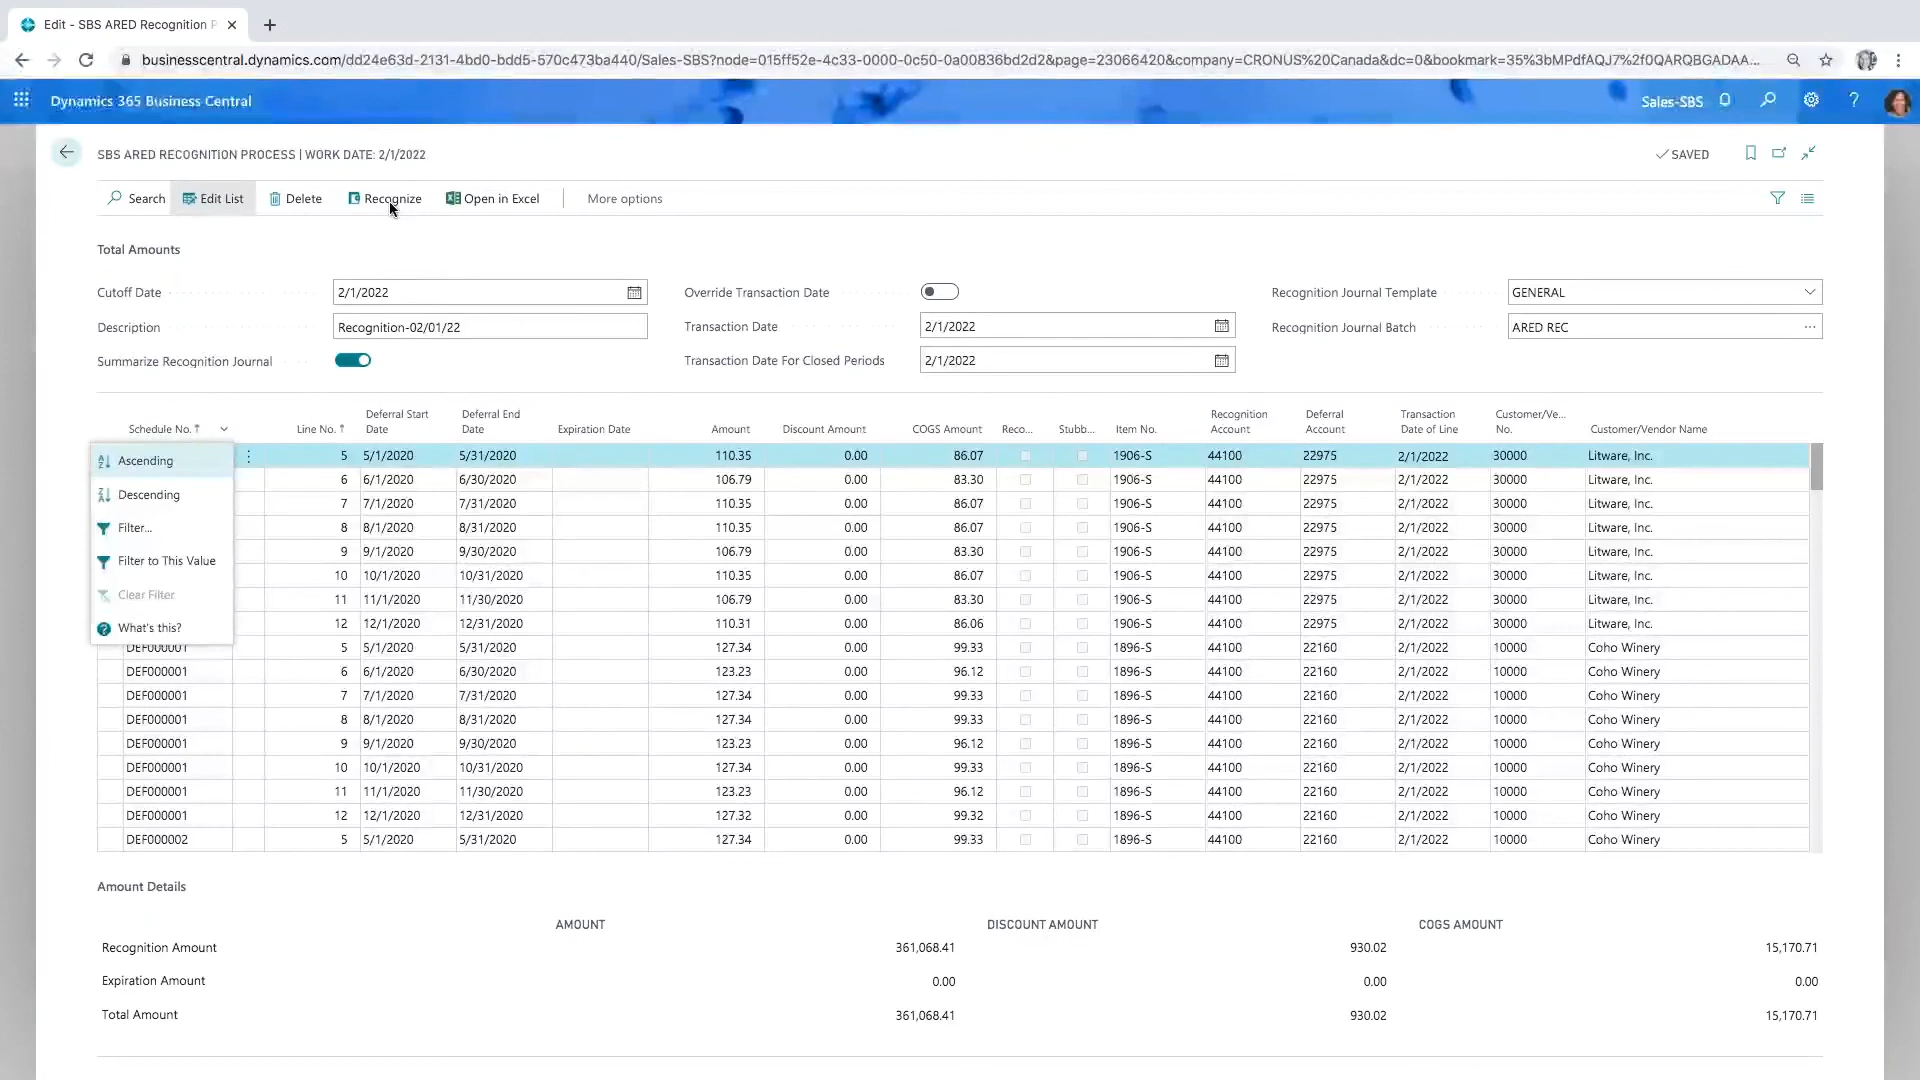 Edit - SBS ARED Recognition P
businesscentral.dynamics.com/dd24e63d-2131-4bd0-bdd5-570c473ba440/Sales-SBS?node=015ff52e-4c33-0000-0c50-0a00836bd2d2&page=23066420&company=CRONUS%20Canada&dc=0&bookmark=35%3bMPdfAQJ7%2f0QARQBGADAA...
Dynamics 365 Business Central
Sales-SBS
SBS ARED RECOGNITION PROCESS | WORK DATE: 2/1/2022
SAVED
Search Edit List Delete Recognize Open in Excel More options
Total Amounts
Cutoff Date 2/1/2022 Override Transaction Date Recognition Journal Template GENERAL
Description Recognition-02/01/22 Transaction Date 2/1/2022 Recognition Journal Batch ARED REC ...
Summarize Recognition Journal Transaction Date For Closed Periods 2/1/2022
Schedule No. ↑ Line No. ↑ Deferral Start Date Deferral End Date Expiration Date Amount Discount Amount COGS Amount Reco... Stubb... Item No. Recognition Account Deferral Account Transaction Date of Line Customer/Ve... No. Customer/Vendor Name
Ascending
Descending
Filter...
Filter to This Value
Clear Filter
What's this?
5 5/1/2020 5/31/2020 110.35 0.00 86.07 1906-S 44100 22975 2/1/2022 30000 Litware, Inc.
6 6/1/2020 6/30/2020 106.79 0.00 83.30 1906-S 44100 22975 2/1/2022 30000 Litware, Inc.
7 7/1/2020 7/31/2020 110.35 0.00 86.07 1906-S 44100 22975 2/1/2022 30000 Litware, Inc.
8 8/1/2020 8/31/2020 110.35 0.00 86.07 1906-S 44100 22975 2/1/2022 30000 Litware, Inc.
9 9/1/2020 9/30/2020 106.79 0.00 83.30 1906-S 44100 22975 2/1/2022 30000 Litware, Inc.
10 10/1/2020 10/31/2020 110.35 0.00 86.07 1906-S 44100 22975 2/1/2022 30000 Litware, Inc.
11 11/1/2020 11/30/2020 106.79 0.00 83.30 1906-S 44100 22975 2/1/2022 30000 Litware, Inc.
12 12/1/2020 12/31/2020 110.31 0.00 86.06 1906-S 44100 22975 2/1/2022 30000 Litware, Inc.
DEF000001 5 5/1/2020 5/31/2020 127.34 0.00 99.33 1896-S 44100 22160 2/1/2022 10000 Coho Winery
DEF000001 6 6/1/2020 6/30/2020 123.23 0.00 96.12 1896-S 44100 22160 2/1/2022 10000 Coho Winery
DEF000001 7 7/1/2020 7/31/2020 127.34 0.00 99.33 1896-S 44100 22160 2/1/2022 10000 Coho Winery
DEF000001 8 8/1/2020 8/31/2020 127.34 0.00 99.33 1896-S 44100 22160 2/1/2022 10000 Coho Winery
DEF000001 9 9/1/2020 9/30/2020 123.23 0.00 96.12 1896-S 44100 22160 2/1/2022 10000 Coho Winery
DEF000001 10 10/1/2020 10/31/2020 127.34 0.00 99.33 1896-S 44100 22160 2/1/2022 10000 Coho Winery
DEF000001 11 11/1/2020 11/30/2020 123.23 0.00 96.12 1896-S 44100 22160 2/1/2022 10000 Coho Winery
DEF000001 12 12/1/2020 12/31/2020 127.32 0.00 99.32 1896-S 44100 22160 2/1/2022 10000 Coho Winery
DEF000002 5 5/1/2020 5/31/2020 127.34 0.00 99.33 1896-S 44100 22160 2/1/2022 10000 Coho Winery
Amount Details
AMOUNT DISCOUNT AMOUNT COGS AMOUNT
Recognition Amount 361,068.41 930.02 15,170.71
Expiration Amount 0.00 0.00 0.00
Total Amount 361,068.41 930.02 15,170.71